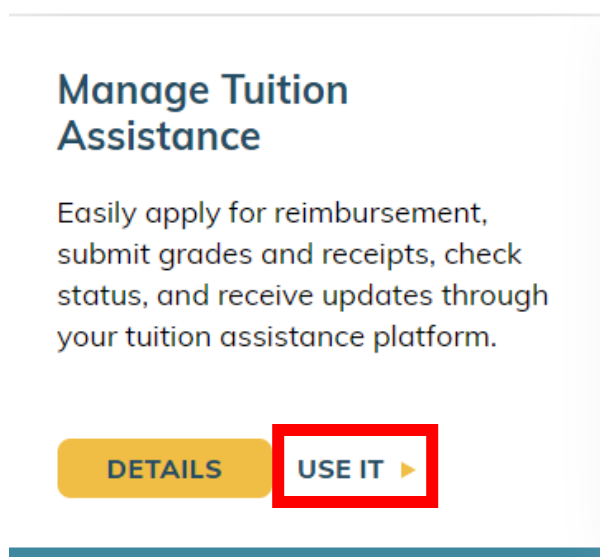 Manage Tuition
Assistance
Easily apply for reimbursement,
submit grades and receipts, check
status, and receive updates through
your tuition assistance platform.
DETAILS USE IT